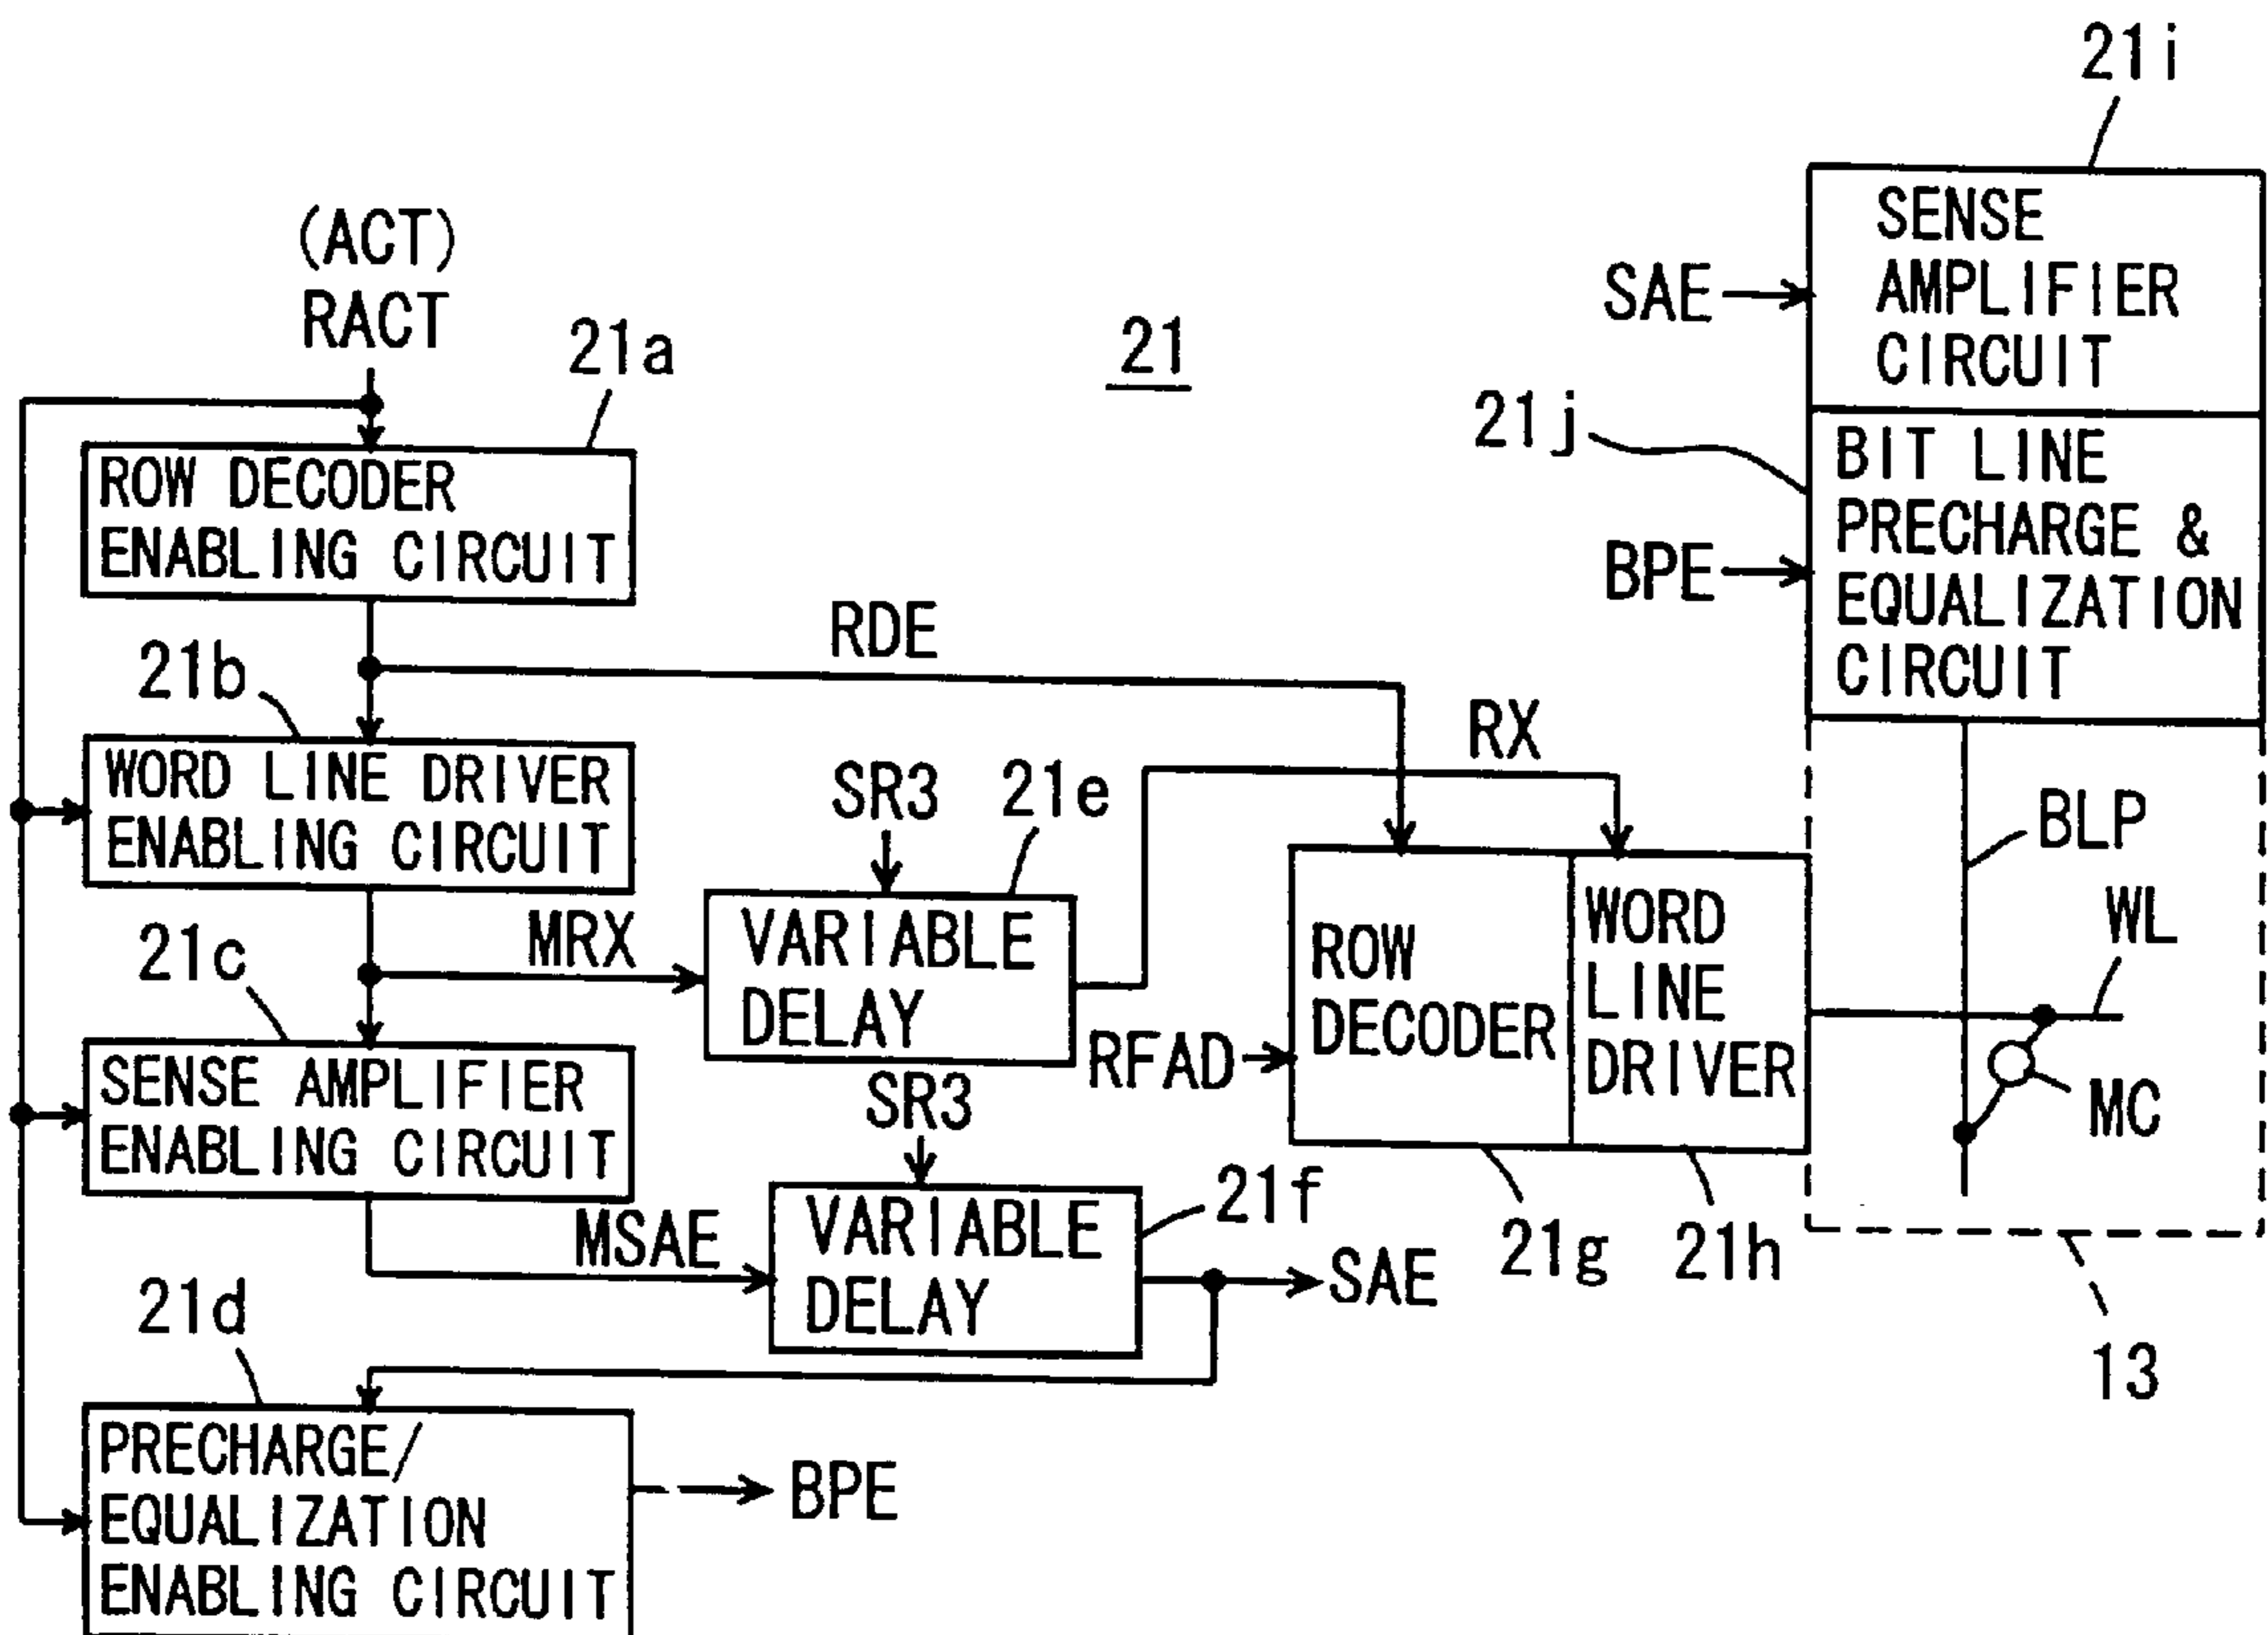 21i
(ACT)
RACT
21a
21
SAE
SENSE
AMPLIFIER
CIRCUIT
21j
BPE
BIT LINE
PRECHARGE &
EQUALIZATION
CIRCUIT
ROW DECODER
ENABLING CIRCUIT
RDE
21b
WORD LINE DRIVER
ENABLING CIRCUIT
RX
SR3
21e
BLP
WL
MC
MRX
VARIABLE
DELAY
21c
RFAD
ROW
DECODER
WORD
LINE
DRIVER
SENSE AMPLIFIER
ENABLING CIRCUIT
SR3
21f
MSAE
VARIABLE
DELAY
SAE
21g
21h
13
21d
PRECHARGE/
EQUALIZATION
ENABLING CIRCUIT
BPE